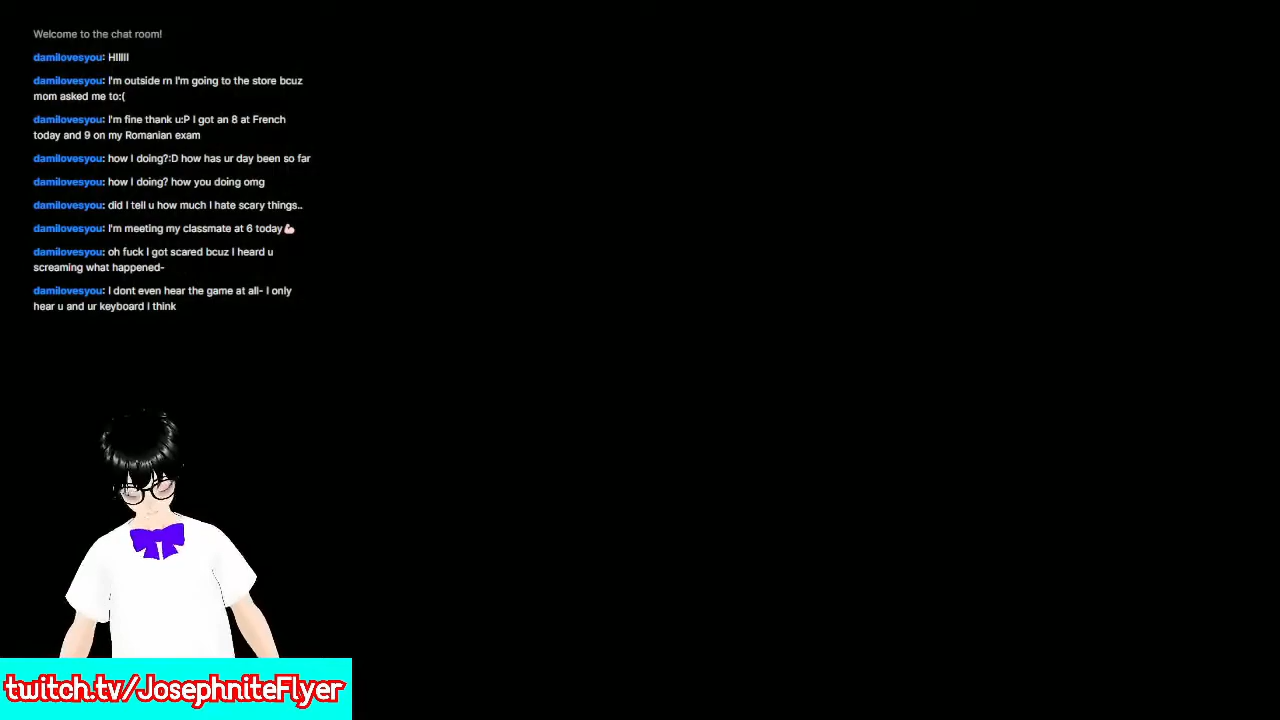 Welcome to the chat room!
damilovesyou: HIIIII
damilovesyou: I'm outside rn I'm going to the store bcuz
mom asked me to:(
damilovesyou: I'm fine thank u:P I got an 8 at French
today and 9 on my Romanian exam
damilovesyou: how I doing?:D how has ur day been so far
damilovesyou: how I doing? how you doing omg
damilovesyou: did I tell u how much I hate scary things..
damilovesyou: I'm meeting my classmate at 6 today💪🏻
damilovesyou: oh fuck I got scared bcuz I heard u
screaming what happened-
damilovesyou: I dont even hear the game at all- I only
hear u and ur keyboard I think
twitch.tv/JosephniteFlyer